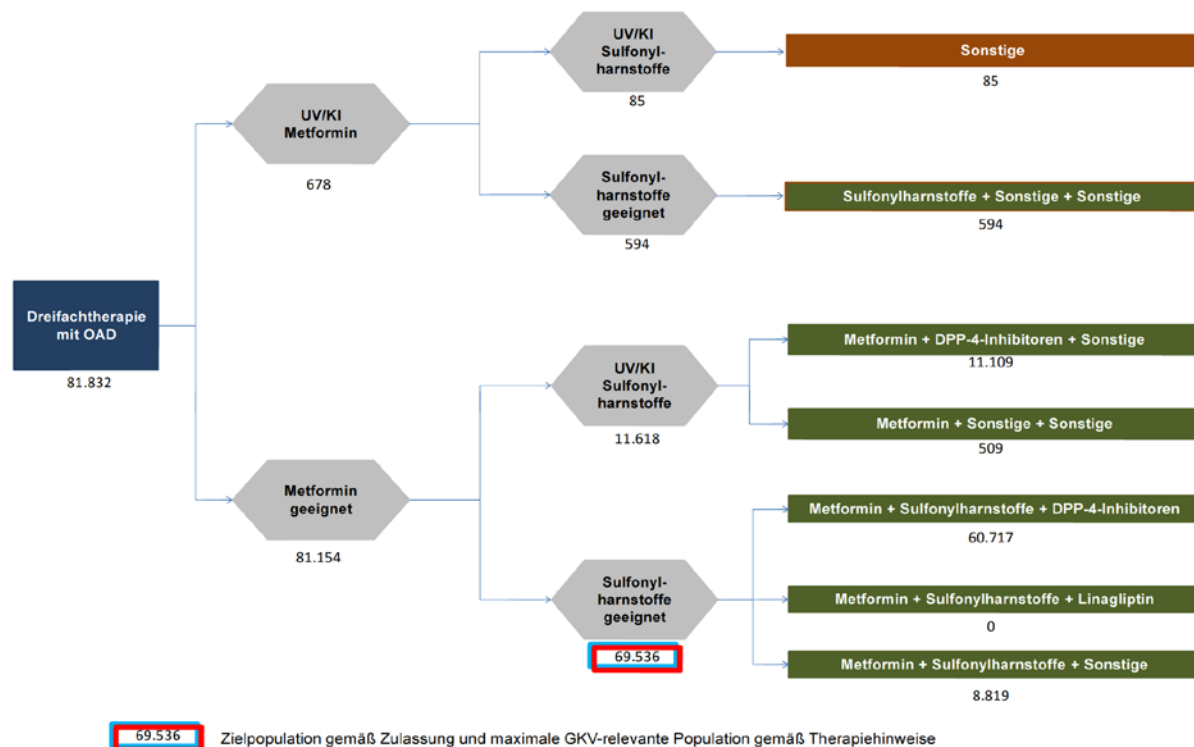 UV/KI
Sulfonyl-
harnstoffe
85
Sonstige
85
UV/KI
Metformin
678
Sulfonyl-
harnstoffe
geeignet
594
Sulfonylharnstoffe + Sonstige + Sonstige
594
Dreifachtherapie
mit OAD
81.832
UV/KI
Sulfonyl-
harnstoffe
11.618
Metformin + DPP-4-Inhibitoren + Sonstige
11.109
Metformin + Sonstige + Sonstige
509
Metformin
geeignet
81.154
Sulfonyl-
harnstoffe
geeignet
69.536
Metformin + Sulfonylharnstoffe + DPP-4-Inhibitoren
60.717
Metformin + Sulfonylharnstoffe + Linagliptin
0
Metformin + Sulfonylharnstoffe + Sonstige
8.819
69.536 Zielpopulation gemäß Zulassung und maximale GKV-relevante Population gemäß Therapiehinweise